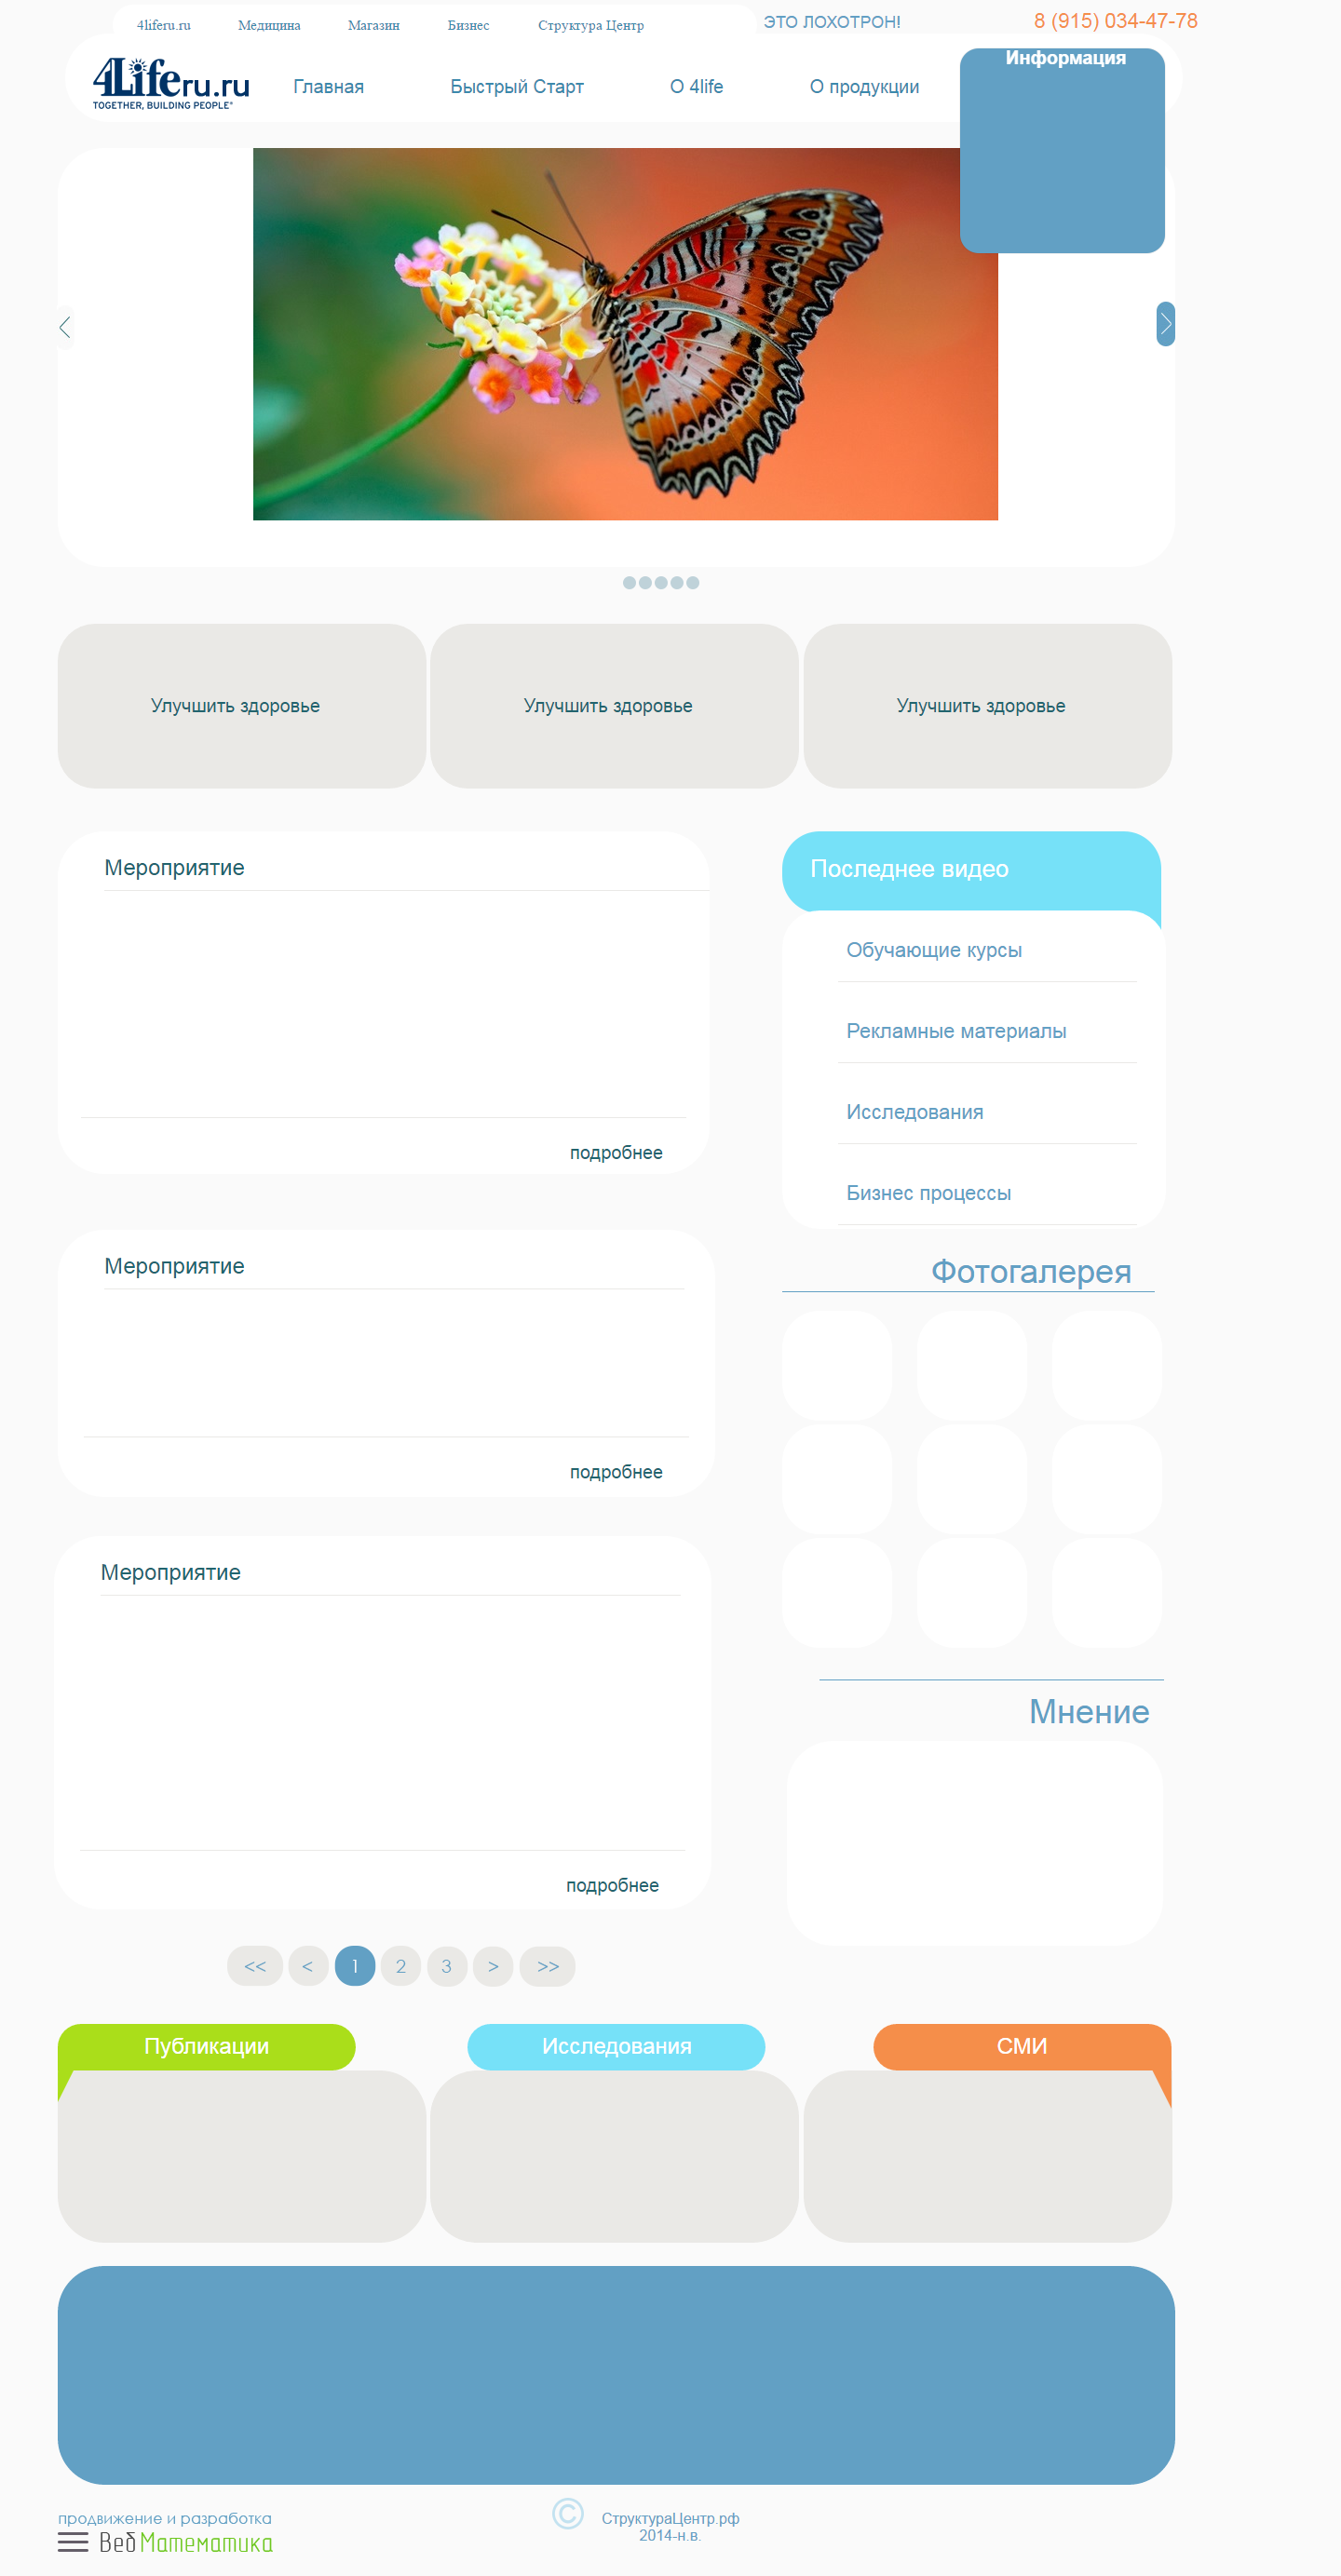 4liferu.ru Медицина Магазин Бизнес Структура Центр ЭТО ЛОХОТРОН! 8 (915) 034-47-78
4Liferu.ru
TOGETHER, BUILDING PEOPLE®
Главная Быстрый Старт О 4life О продукции
Информация
Улучшить здоровье Улучшить здоровье Улучшить здоровье
Мероприятие
подробнее
Мероприятие
подробнее
Мероприятие
подробнее
<< < 1 2 3 > >>
Последнее видео
Обучающие курсы
Рекламные материалы
Исследования
Бизнес процессы
Фотогалерея
Мнение
Публикации Исследования СМИ
продвижение и разработка
Веб Математика
© СтруктураЦентр.рф
2014-н.в.